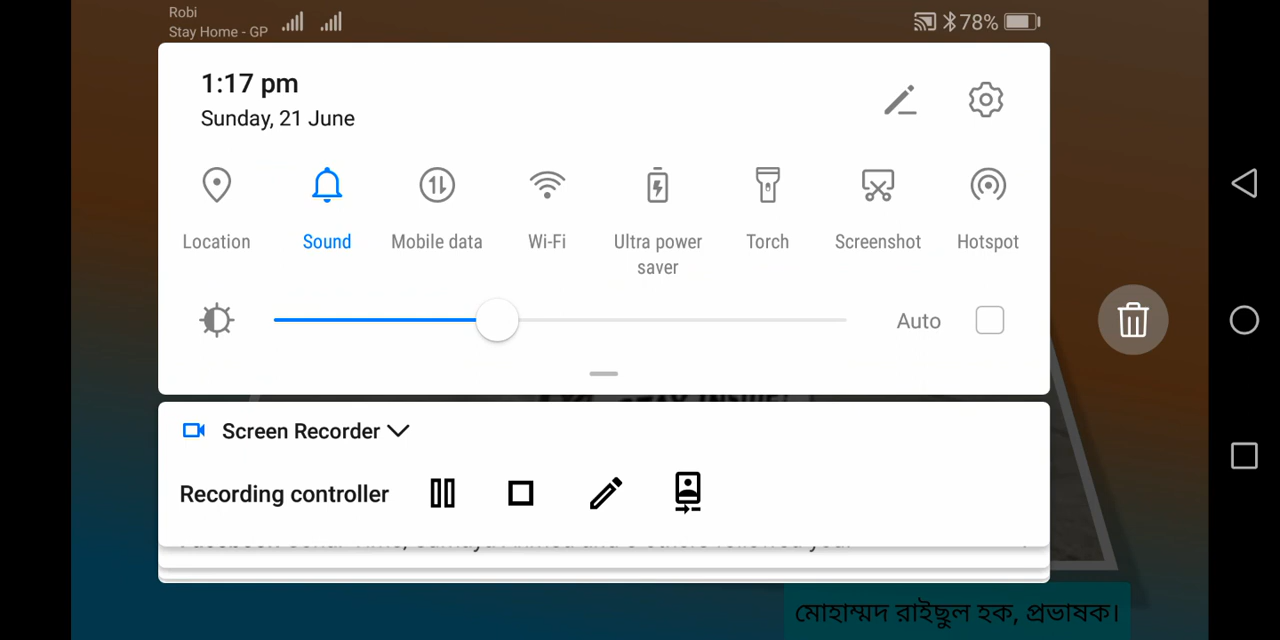 Robi
Stay Home - GP
78%
1:17 pm
Sunday, 21 June
Location
Sound
Mobile data
Wi-Fi
Ultra power
saver
Torch
Screenshot
Hotspot
Auto
Screen Recorder
Recording controller
মোহাম্মদ রাইছুল হক, প্রভাষক।